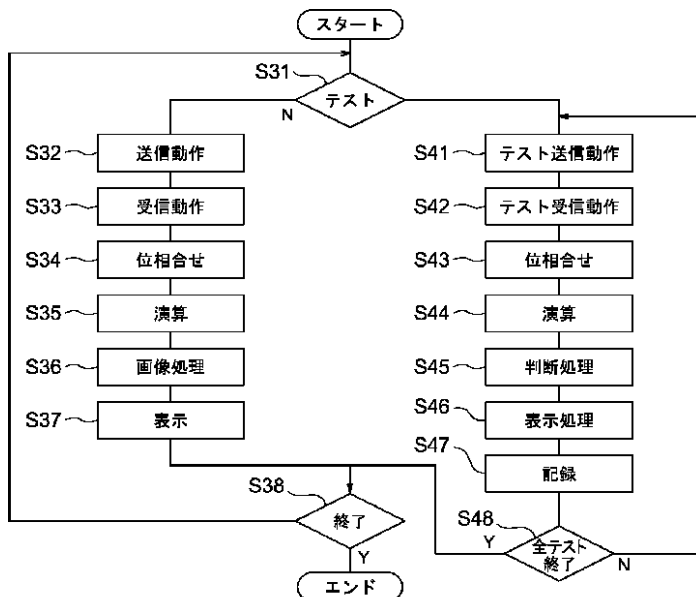 スタート
S31
テスト
N
S32
送信動作
S33
受信動作
S34
位相合せ
S35
演算
S36
画像処理
S37
表示
S41
テスト送信動作
S42
テスト受信動作
S43
位相合せ
S44
演算
S45
判断処理
S46
表示処理
S47
記録
S48
全テスト
終了
Y
N
S38
終了
Y
エンド